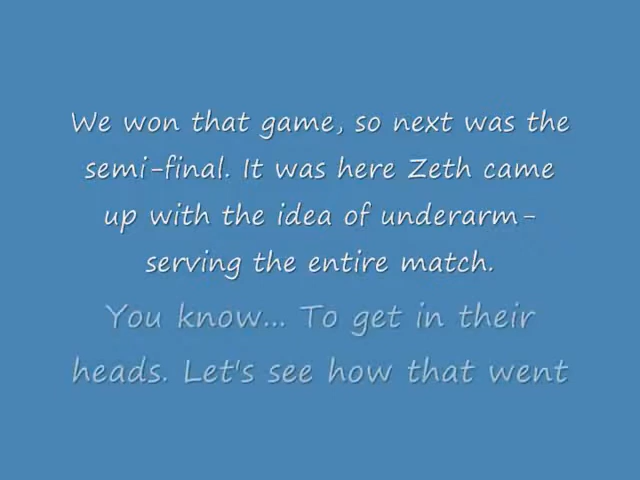 We won that game, so next was the
semi-final. It was here Zeth came
up with the idea of underarm-
serving the entire match.
You know... To get in their
heads. Let's see how that went